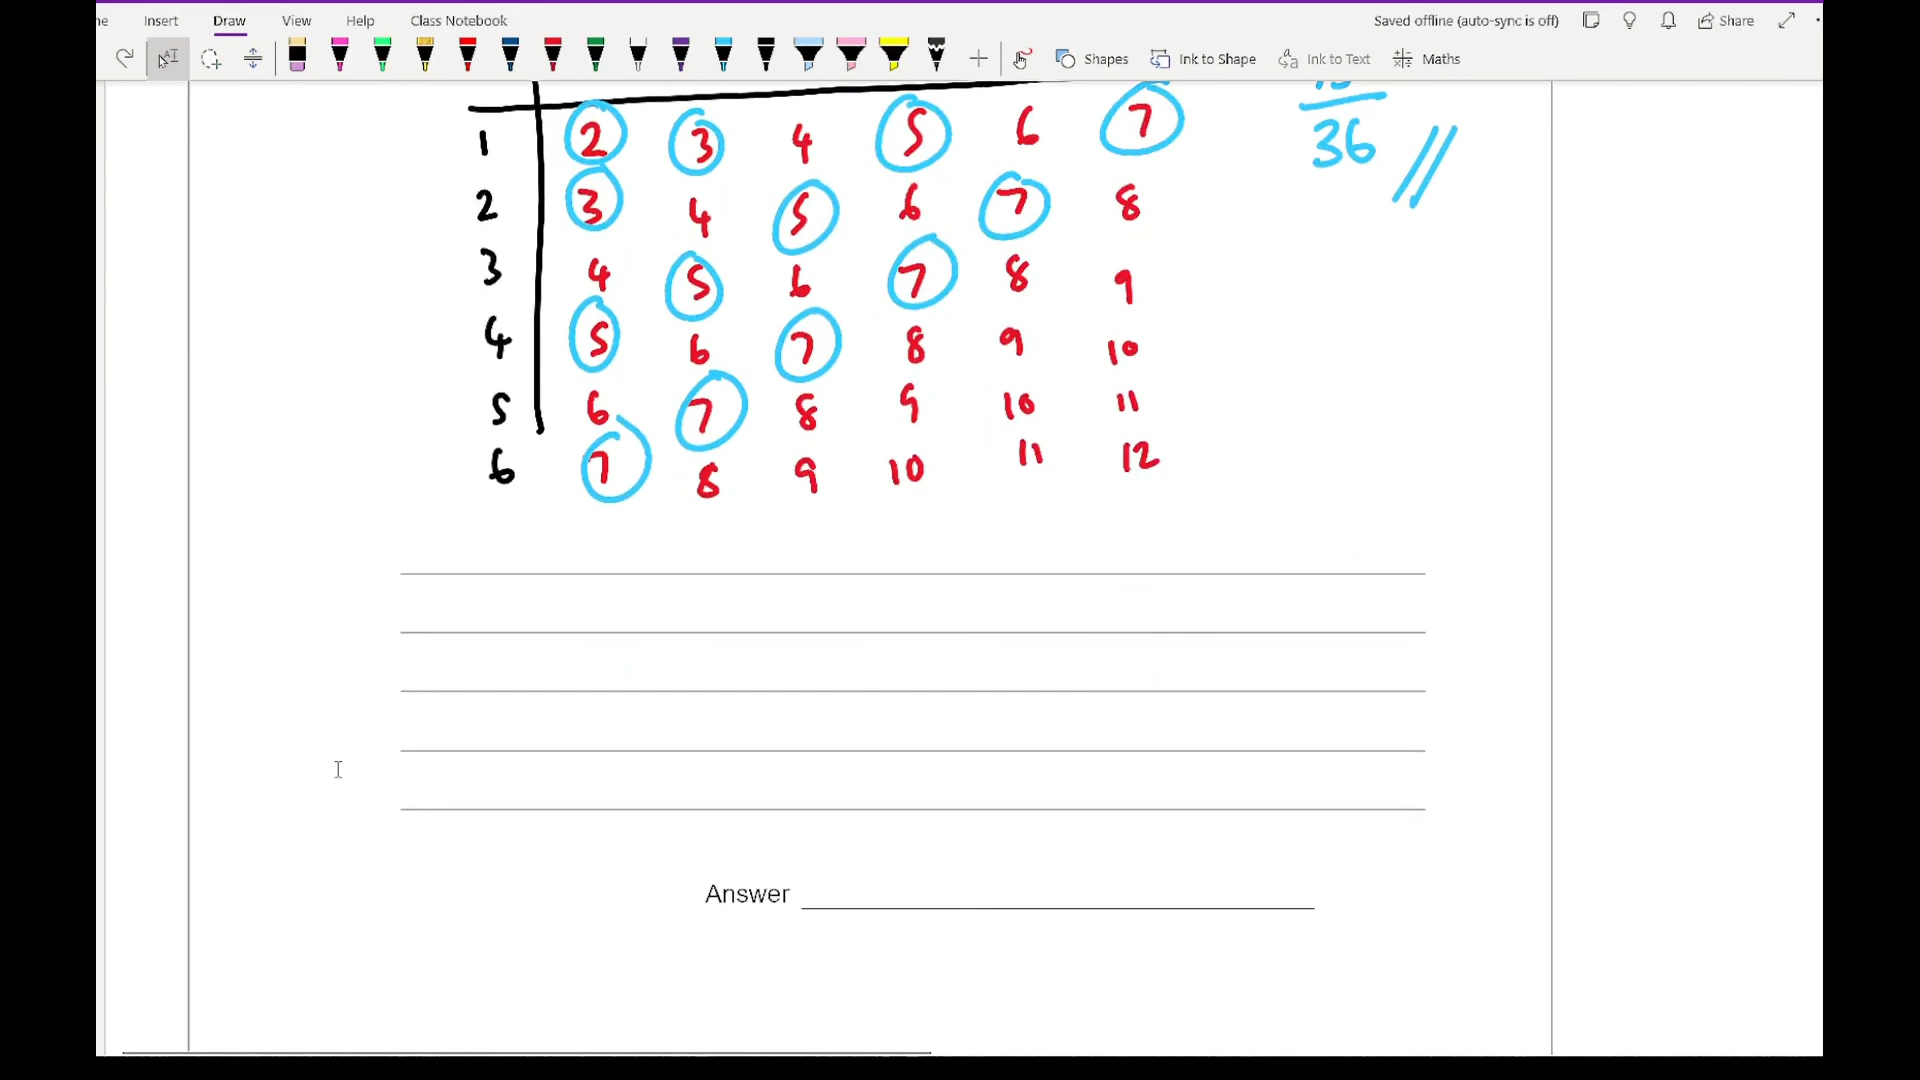 Insert Draw View Help Class Notebook Saved offline (auto-sync is off) Share
Shapes Ink to Shape Ink to Text Maths
1 2 3 4 5 6 7
36
2 3 4 5 6 7 8
3 4 5 6 7 8 9
4 5 6 7 8 9 10
5 6 7 8 9 10 11
6 7 8 9 10 11 12
Answer